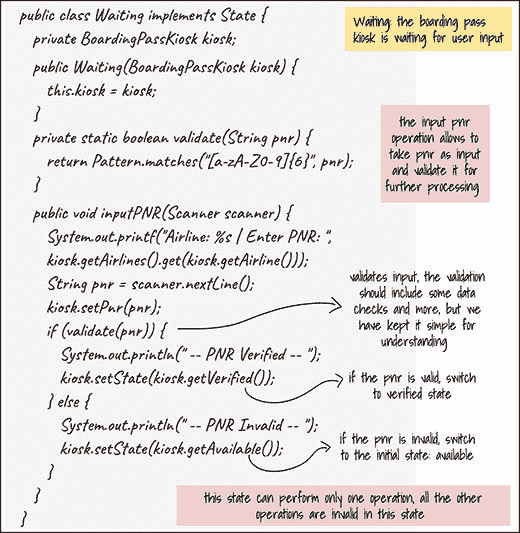 public class Waiting implements State {
private BoardingPassKiosk kiosk;
public Waiting(BoardingPassKiosk kiosk) {
this.kiosk = kiosk;
}
private static boolean validate(String pnr) {
return Pattern.matches("[a-zA-Z0-9]{6}", pnr);
}
public void inputPNR(Scanner scanner) {
System.out.printf("Airline: %s | Enter PNR: ",
kiosk.getAirlines().get(kiosk.getAirline()));
String pnr = scanner.nextLine();
kiosk.setPnr(pnr);
if (validate(pnr)) {
System.out.println(" -- PNR Verified -- ");
kiosk.setState(kiosk.getVerified());
} else {
System.out.println(" -- PNR Invalid -- ");
kiosk.setState(kiosk.getAvailable());
}
}
}
Waiting: the boarding pass
kiosk is waiting for user input
the input pnr
operation allows to
take pnr as input
and validate it for
further processing
validates input, the validation
should include some data
checks and more, but we
have kept it simple for
understanding
if the pnr is valid, switch
to verified state
if the pnr is invalid, switch
to the initial state: available
this state can perform only one operation, all the other
operations are invalid in this state